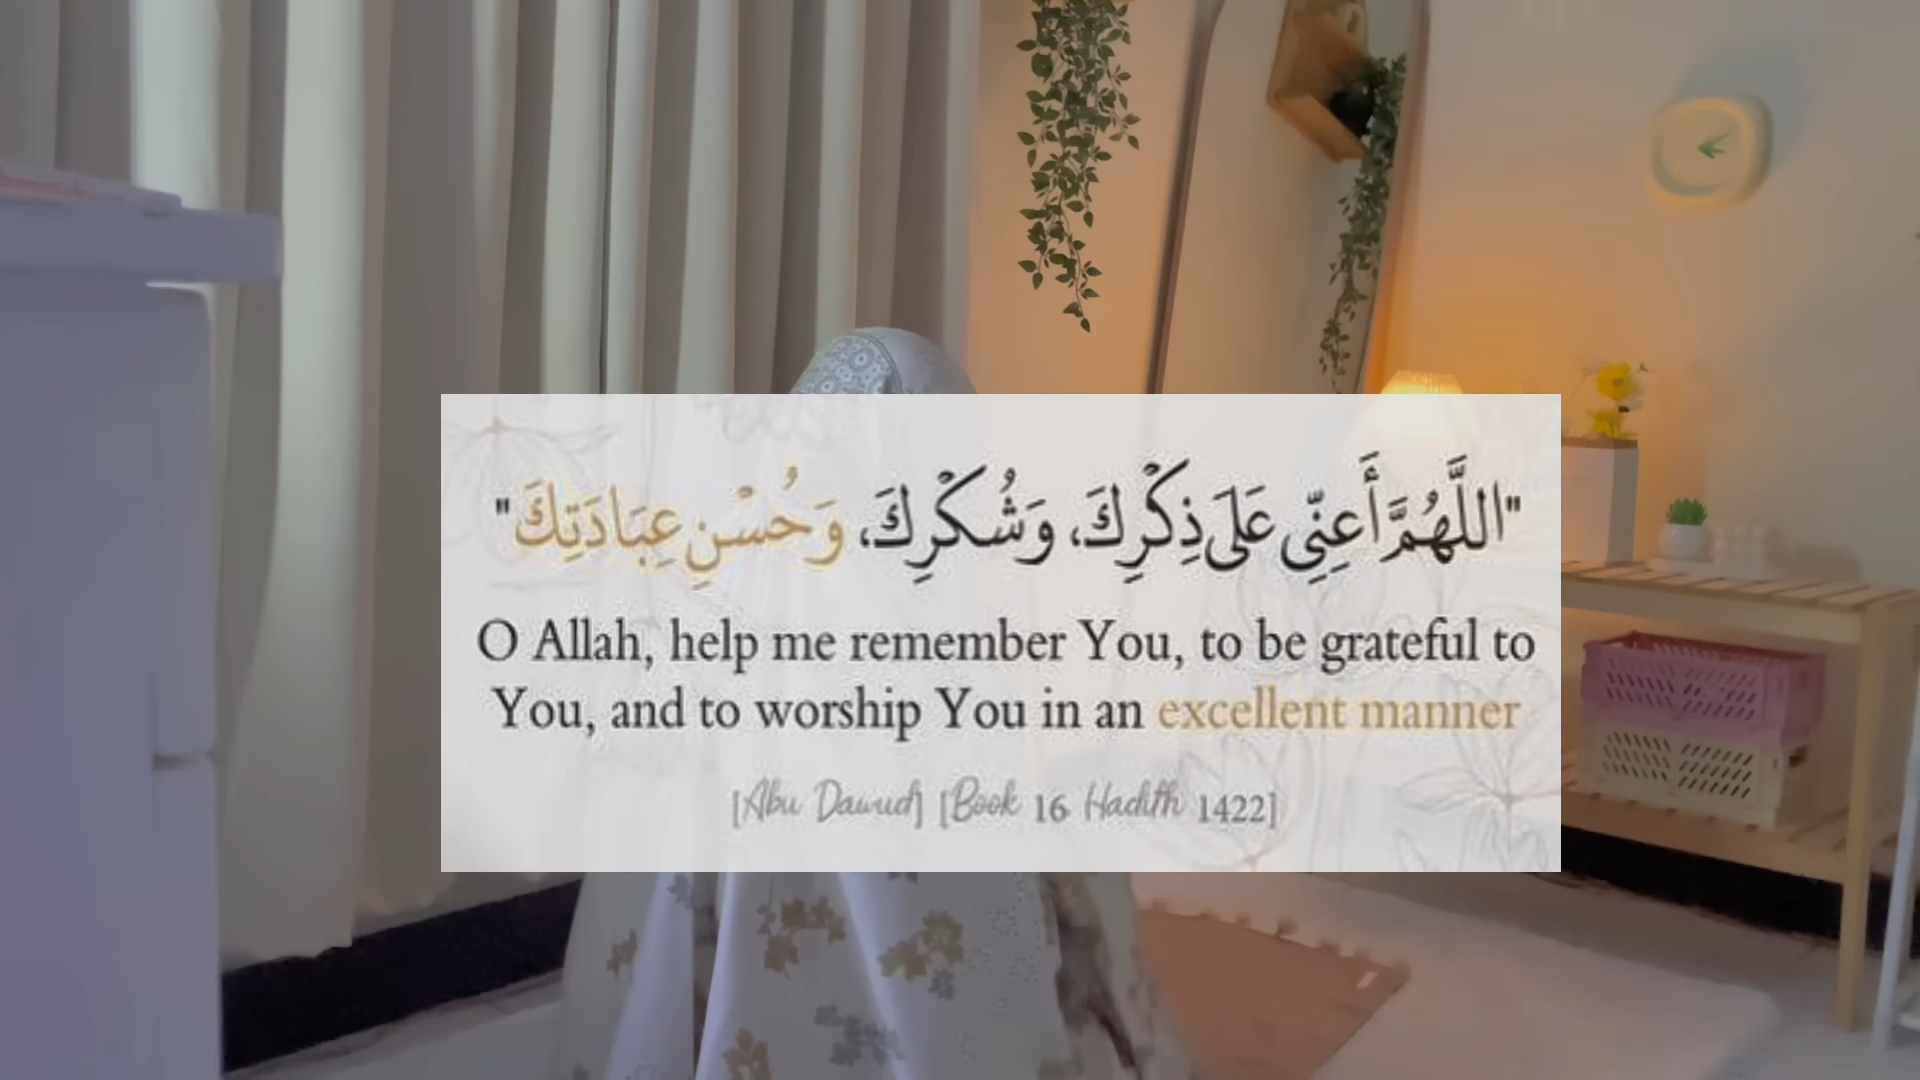 "اللَّهُمَّ أَعِنِّي عَلَى ذِكْرِكَ، وَشُكْرِكَ، وَحُسْنِ عِبَادَتِكَ"
O Allah, help me remember You, to be grateful to
You, and to worship You in an excellent manner
[Abu Dawud] [Book 16 Hadith 1422]